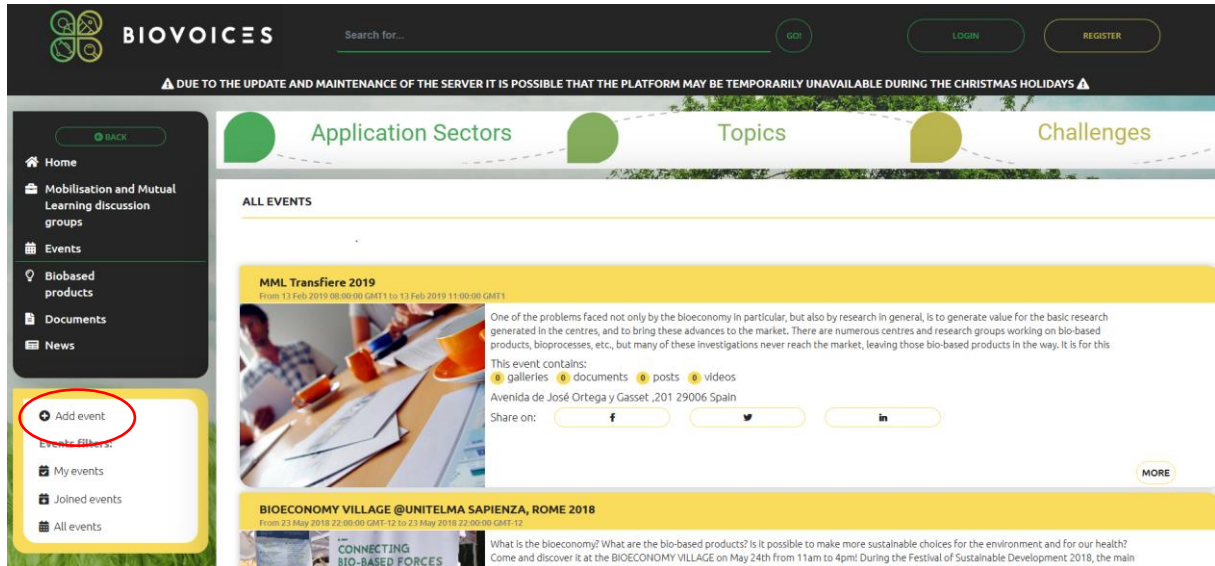 BIOVOICES
Search for...
GO!
LOGIN
REGISTER
DUE TO THE UPDATE AND MAINTENANCE OF THE SERVER IT IS POSSIBLE THAT THE PLATFORM MAY BE TEMPORARILY UNAVAILABLE DURING THE CHRISTMAS HOLIDAYS
BACK
Home
Mobilisation and Mutual
Learning discussion
groups
Events
Biobased
products
Documents
News
Add event
Events filters:
My events
Joined events
All events
Application Sectors
Topics
Challenges
ALL EVENTS
MML Transfiere 2019
From 13 Feb 2019 08:00:00 GMT1 to 13 Feb 2019 11:00:00 GMT1
One of the problems faced not only by the bioeconomy in particular, but also by research in general, is to generate value for the basic research
generated in the centres, and to bring these advances to the market. There are numerous centres and research groups working on bio-based
products, bioprocesses, etc., but many of these investigations never reach the market, leaving those bio-based products in the way. It is for this
This event contains:
0 galleries 0 documents 0 posts 0 videos
Avenida de José Ortega y Gasset ,201 29006 Spain
Share on:
MORE
BIOECONOMY VILLAGE @UNITELMA SAPIENZA, ROME 2018
From 23 May 2018 22:00:00 GMT-12 to 23 May 2018 22:00:00 GMT-12
CONNECTING
BIO-BASED FORCES
What is the bioeconomy? What are the bio-based products? Is it possible to make more sustainable choices for the environment and for our health?
Come and discover it at the BIOECONOMY VILLAGE on May 24th from 11am to 4pm! During the Festival of Sustainable Development 2018, the main